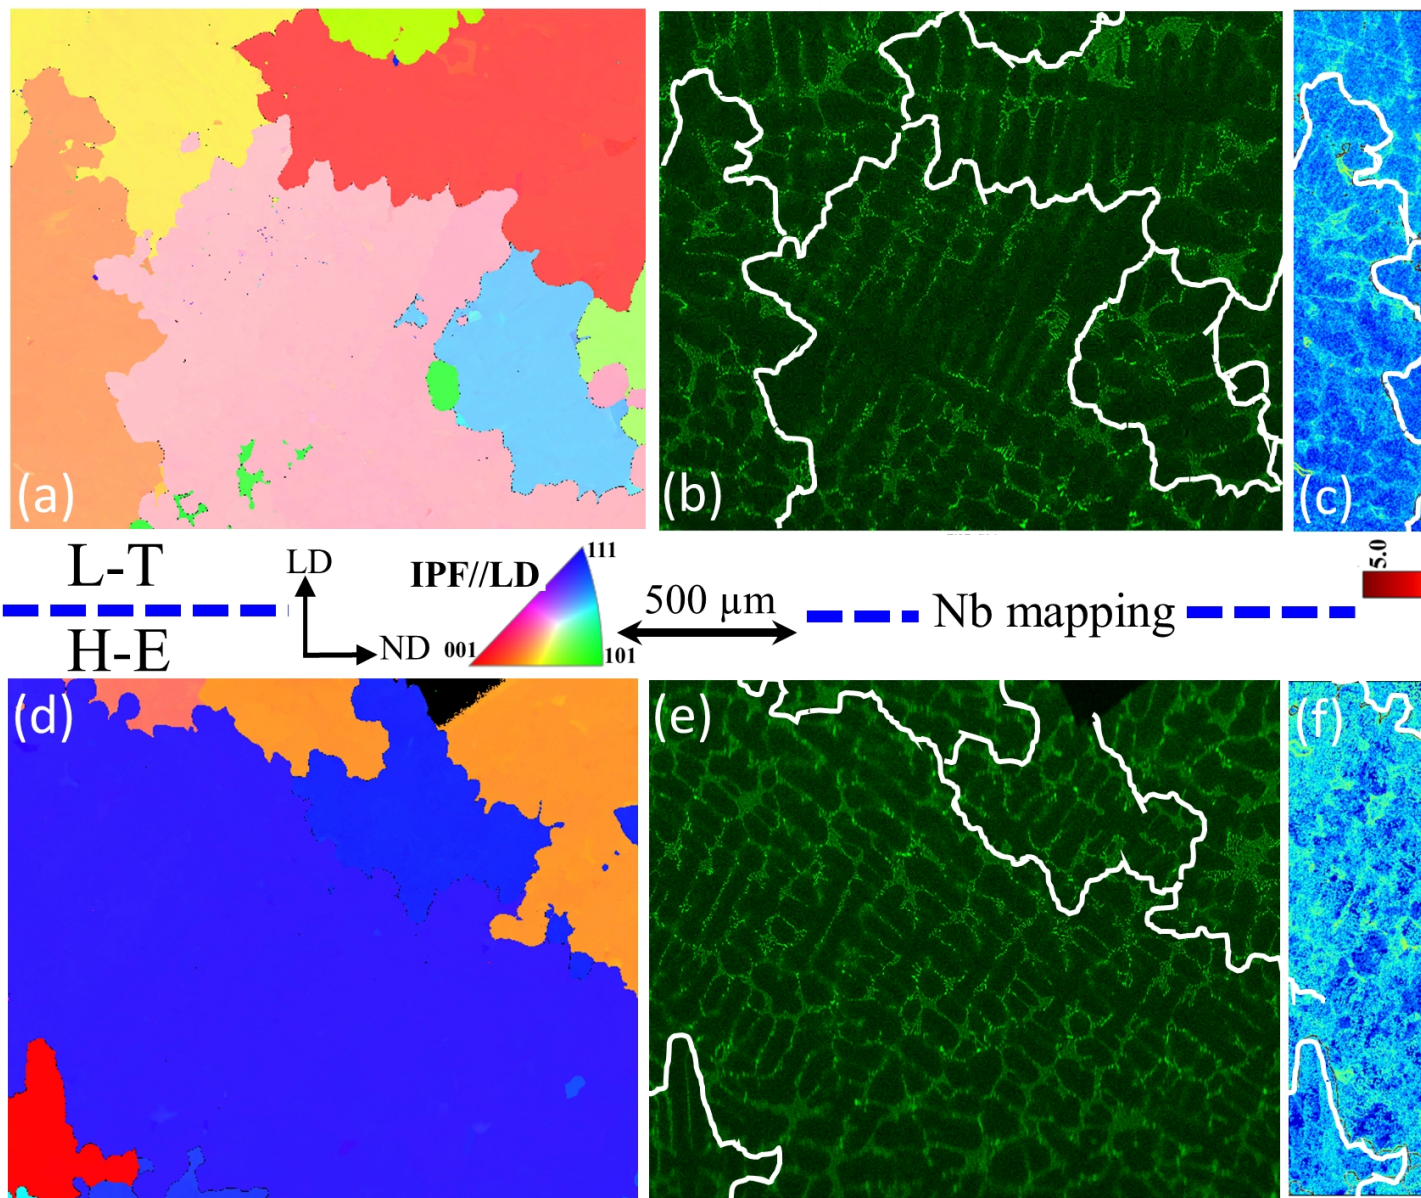 (a)
(b)
(c)
L-T
H-E
LD
ND
IPF//LD
111
001
101
500 µm
Nb mapping
5.0
(d)
(e)
(f)